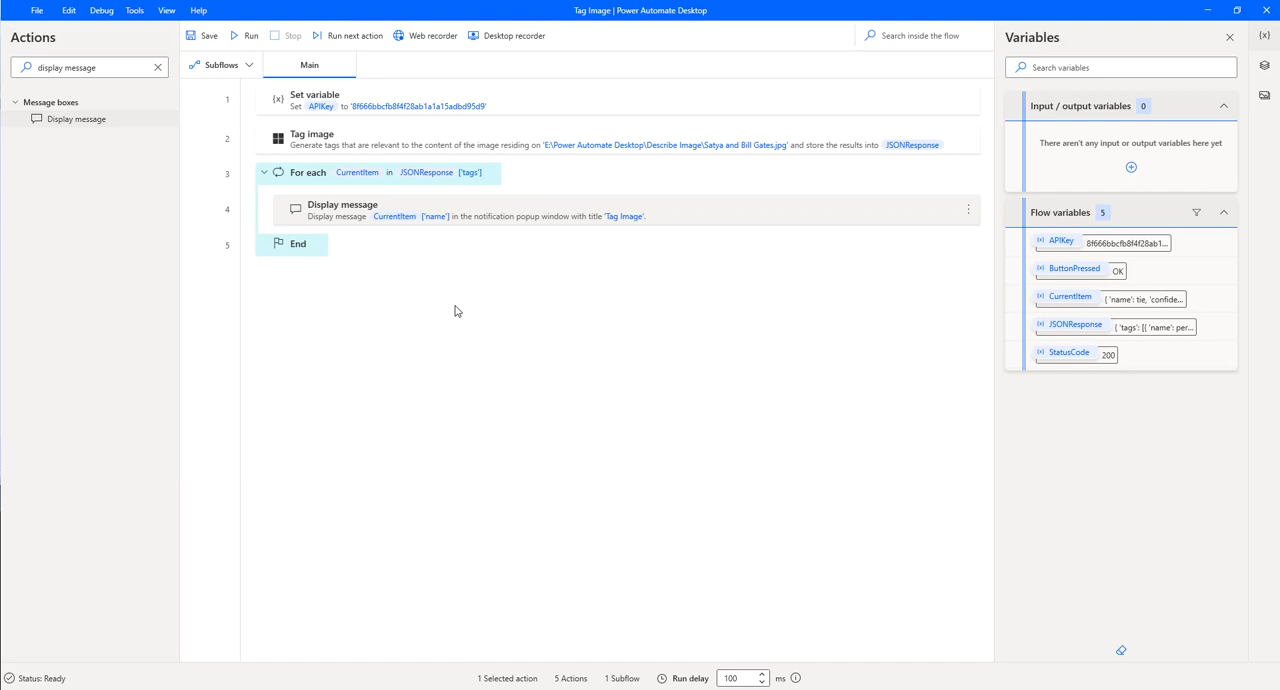 File Edit Debug Tools View Help
Tag Image | Power Automate Desktop
Actions
display message
Message boxes
Display message
Save Run Stop Run next action Web recorder Desktop recorder
Search inside the flow
Subflows
Main
1
Set variable
{x}
Set APIKey to '8f666bbcfb8f4f28ab1a1a15adbd95d9'
2
Tag image
Generate tags that are relevant to the content of the image residing on 'E:\Power Automate Desktop\Describe Image\Satya and Bill Gates.jpg' and store the results into JSONResponse
3
For each CurrentItem in JSONResponse ['tags']
4
Display message
Display message CurrentItem ['name'] in the notification popup window with title 'Tag Image'.
5
End
Variables
{x}
Search variables
Input / output variables 0
There aren't any input or output variables here yet
Flow variables 5
(x) APIKey 8f666bbcfb8f4f28ab1...
(x) ButtonPressed OK
(x) CurrentItem { 'name': tie, 'confide...
(x) JSONResponse { 'tags': [{ 'name': per...
(x) StatusCode 200
Status: Ready
1 Selected action 5 Actions 1 Subflow Run delay 100 ms